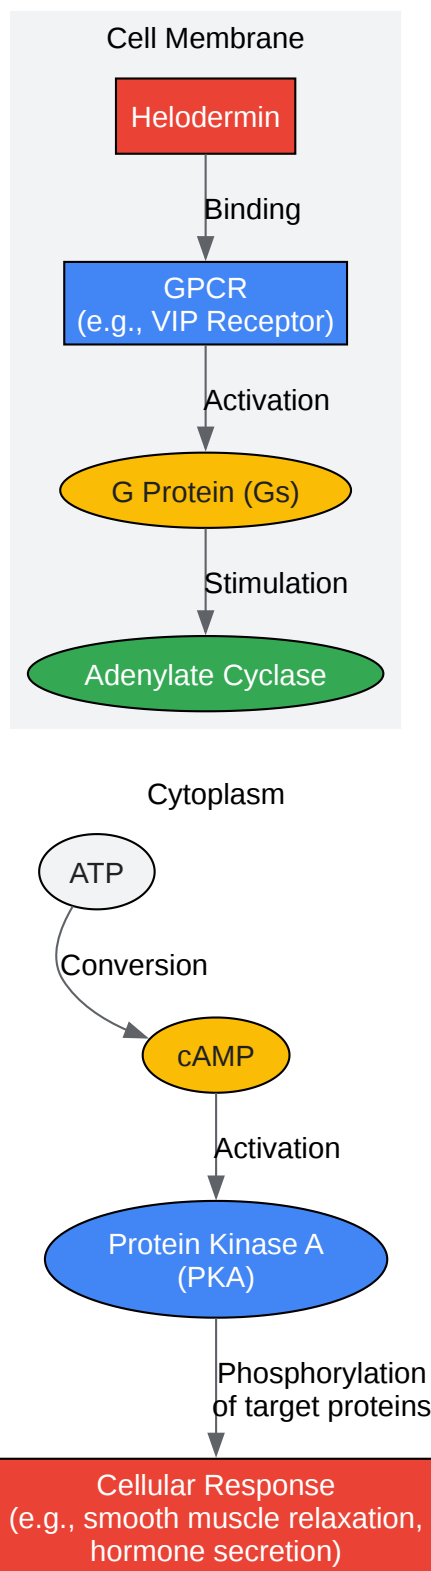 Cell Membrane
Helodermin
Binding
GPCR
(e.g., VIP Receptor)
Activation
G Protein (Gs)
Stimulation
Adenylate Cyclase
Cytoplasm
ATP
Conversion
cAMP
Activation
Protein Kinase A
(PKA)
Phosphorylation
of target proteins
Cellular Response
(e.g., smooth muscle relaxation,
hormone secretion)